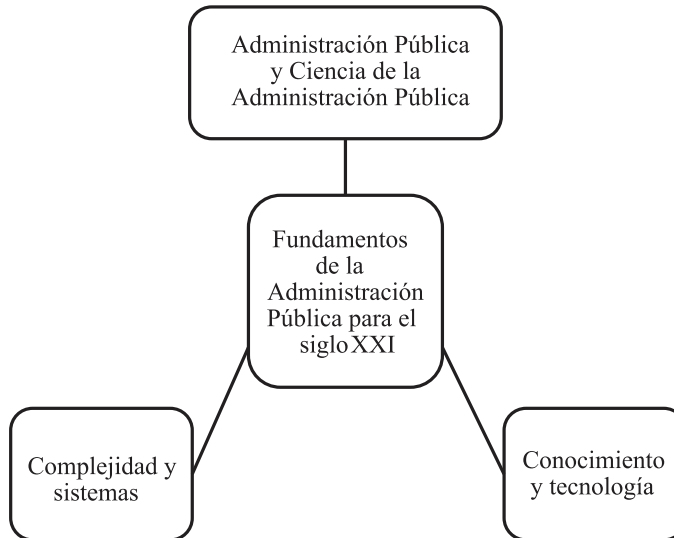 Administración Pública
y Ciencia de la
Administración Pública
Fundamentos
de la
Administración
Pública para el
siglo XXI
Complejidad y
sistemas
Conocimiento
y tecnología